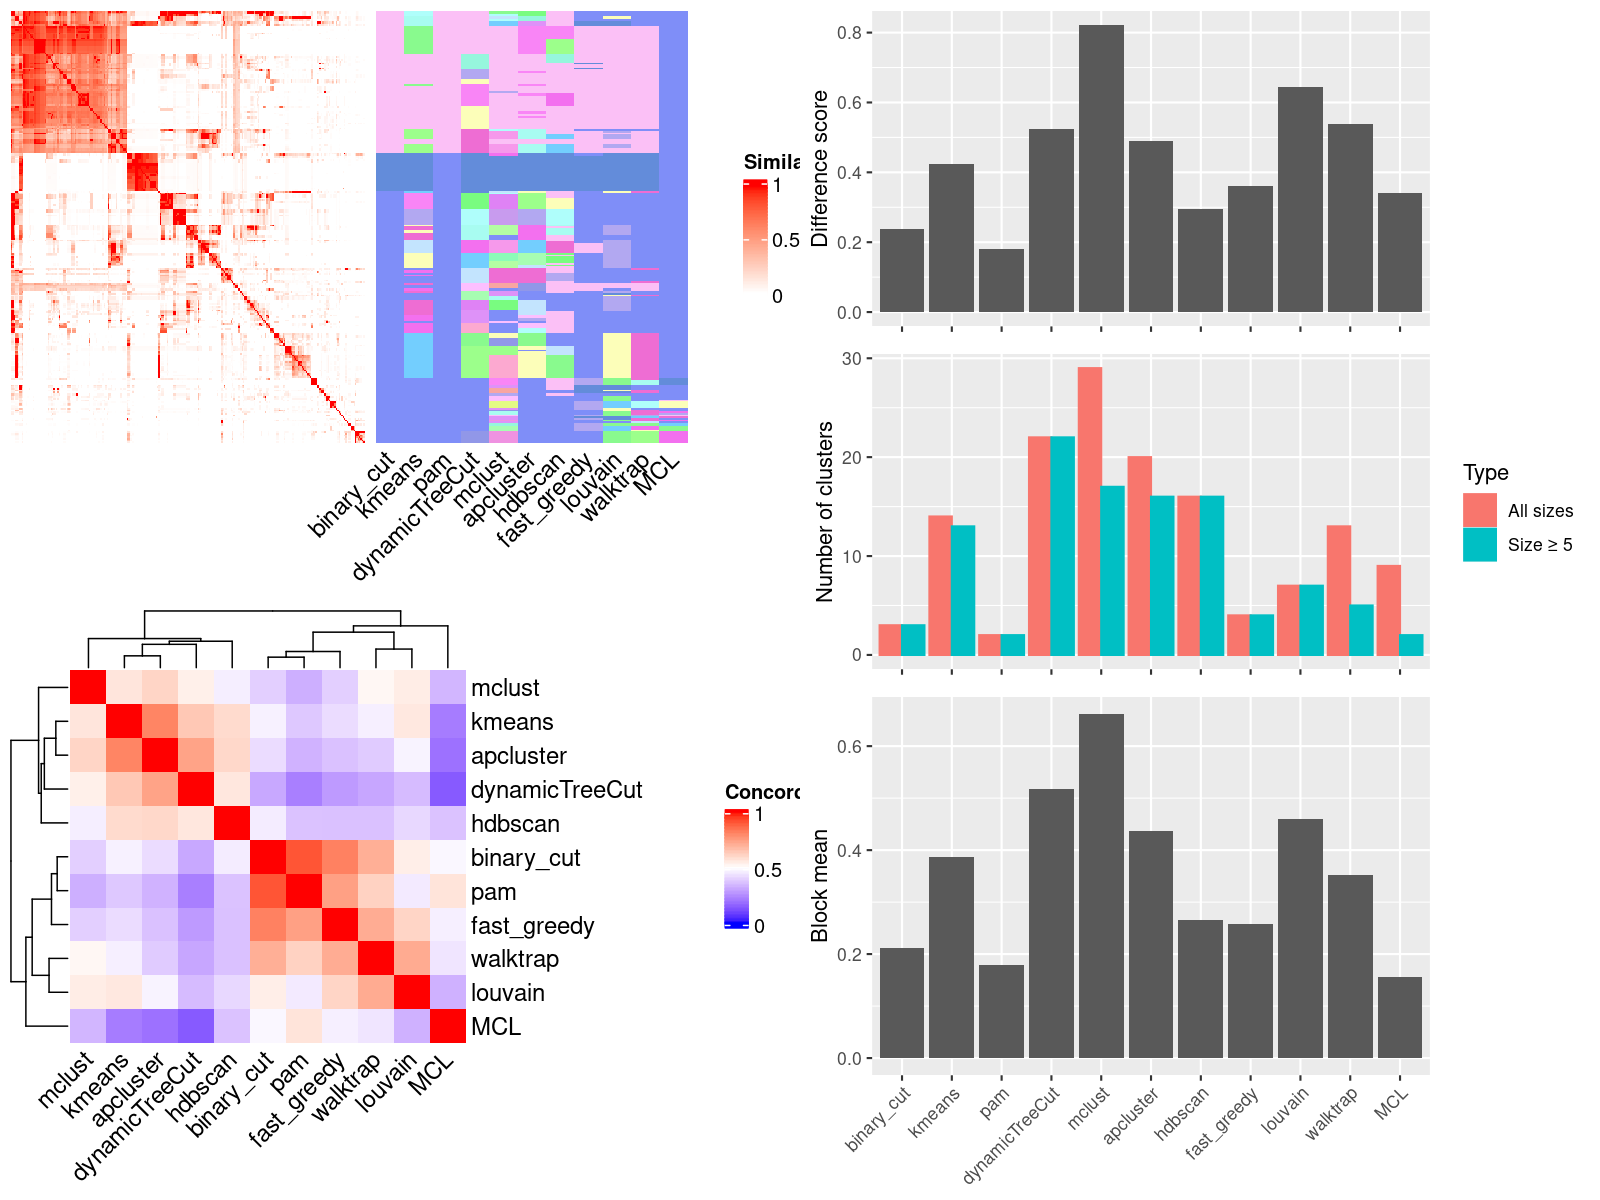 Simila
1
0.5
0
binary_cut
kmeans
pam
dynamicTreeCut
mclust
apcluster
hdbscan
fast_greedy
louvain
walktrap
MCL
Difference score
0.8
0.6
0.4
0.2
0.0
Number of clusters
30
20
10
0
Type
All sizes
Size ≥ 5
mclust
kmeans
apcluster
dynamicTreeCut
hdbscan
binary_cut
pam
fast_greedy
walktrap
louvain
MCL
mclust
kmeans
apcluster
dynamicTreeCut
hdbscan
binary_cut
pam
fast_greedy
walktrap
louvain
MCL
Concord
1
0.5
0
Block mean
0.6
0.4
0.2
0.0
binary_cut
kmeans
pam
dynamicTreeCut
mclust
apcluster
hdbscan
fast_greedy
louvain
walktrap
MCL